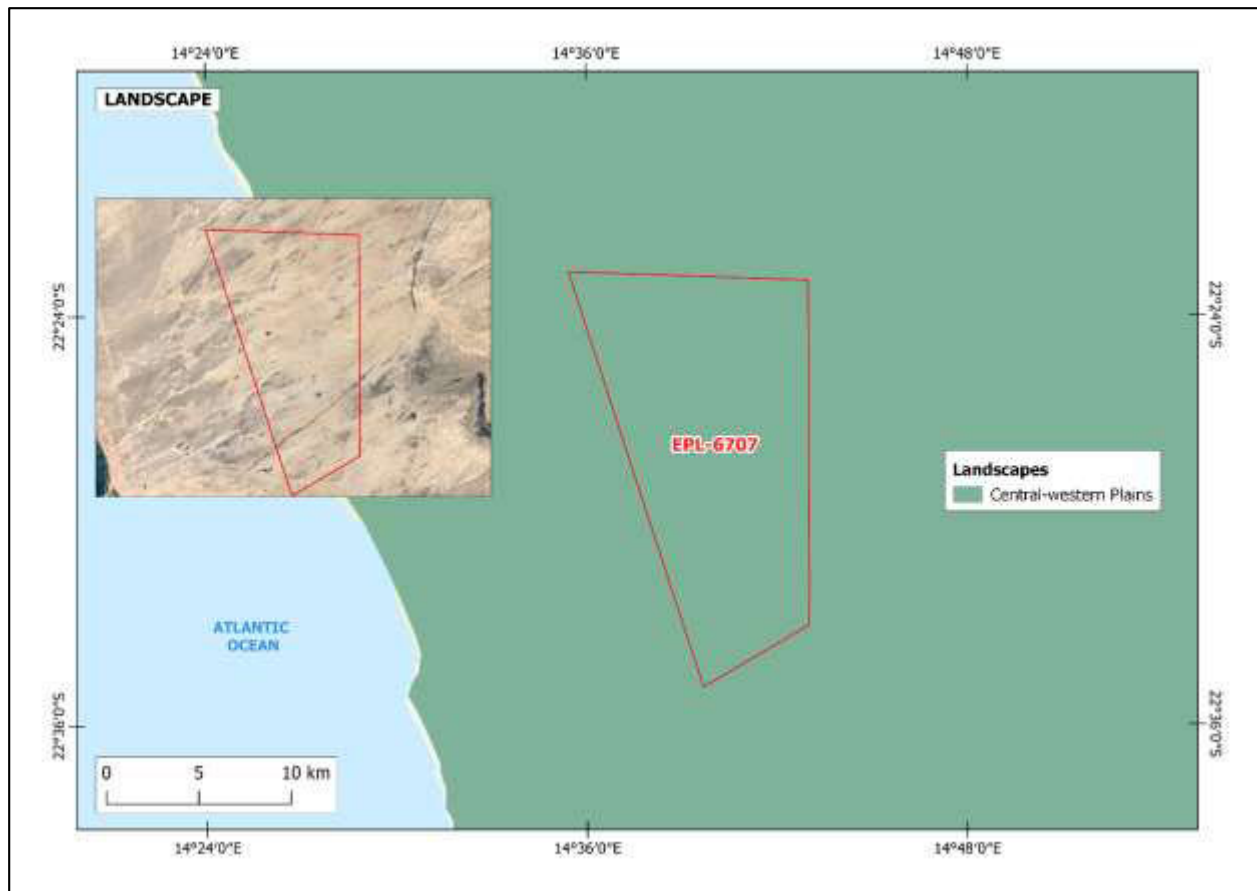 14°24'0"E
14°36'0"E
14°48'0"E
LANDSCAPE
22°24'0"S
22°24'0"S
EPL-6707
Landscapes
Central-western Plains
ATLANTIC
OCEAN
22°36'0"S
22°36'0"S
0 5 10 km
14°24'0"E
14°36'0"E
14°48'0"E